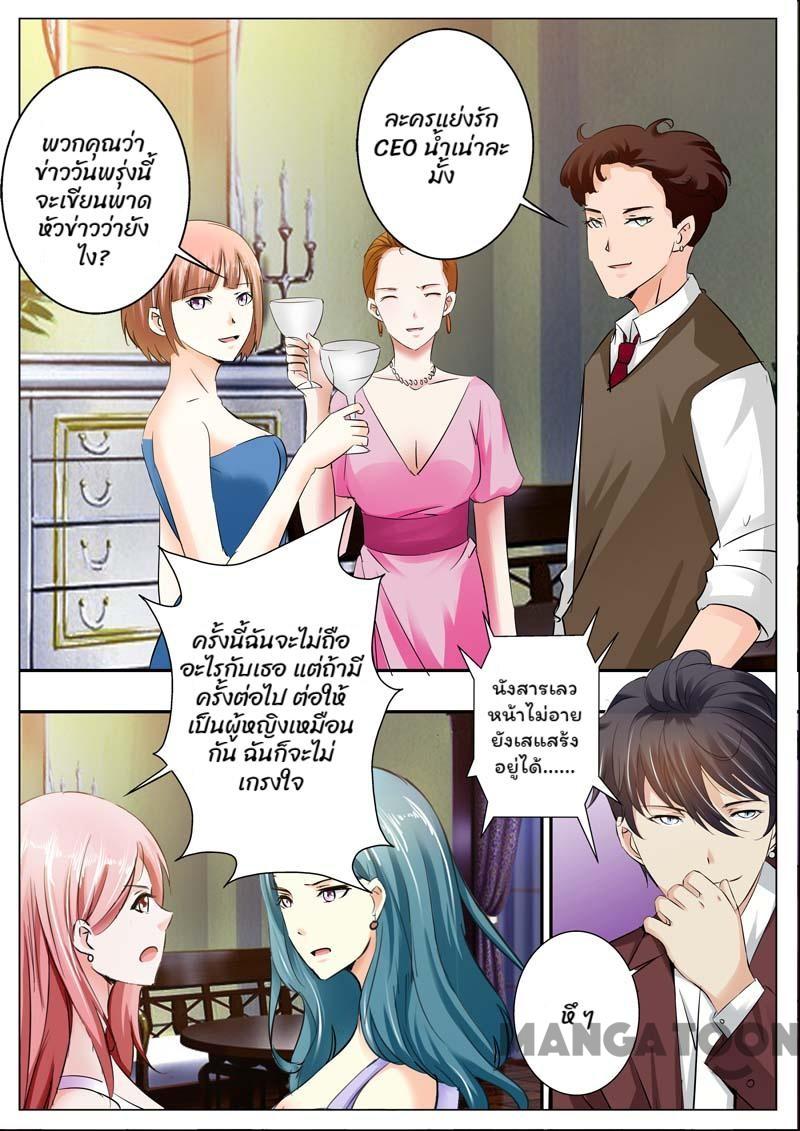 พวกคุณว่า
ข่าววันพรุ่งนี้
จะเขียนพาด
หัวข่าวว่ายัง
ไง?
ละครแย่งรัก
CEO น้ำเน่าละ
มั้ง
ครั้งนี้ฉันจะไม่ถือ
อะไรกับเธอ แต่ถ้ามี
ครั้งต่อไป ต่อให้
เป็นผู้หญิงเหมือน
กัน ฉันก็จะไม่
เกรงใจ
นังสารเลว
หน้าไม่อาย
ยังเสแสร้ง
อยู่ได้......
หึ ๆ
MANGATOON